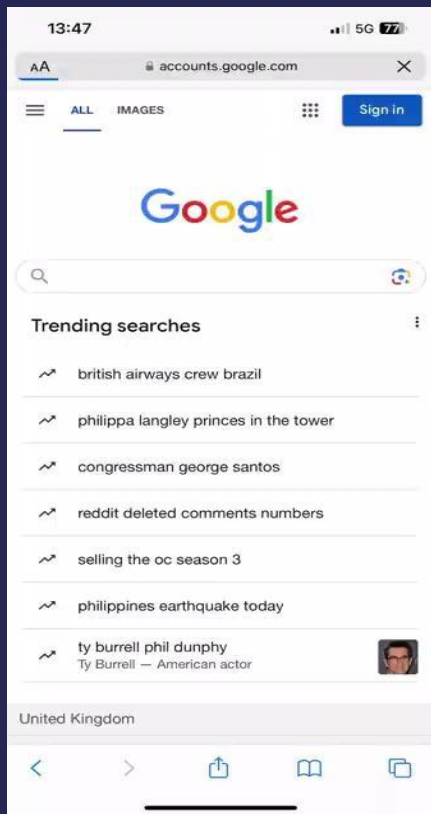 13:47 5G 77
AA accounts.google.com
ALL IMAGES Sign in
Google
Trending searches
british airways crew brazil
philippa langley princes in the tower
congressman george santos
reddit deleted comments numbers
selling the oc season 3
philippines earthquake today
ty burrell phil dunphy
Ty Burrell — American actor
United Kingdom